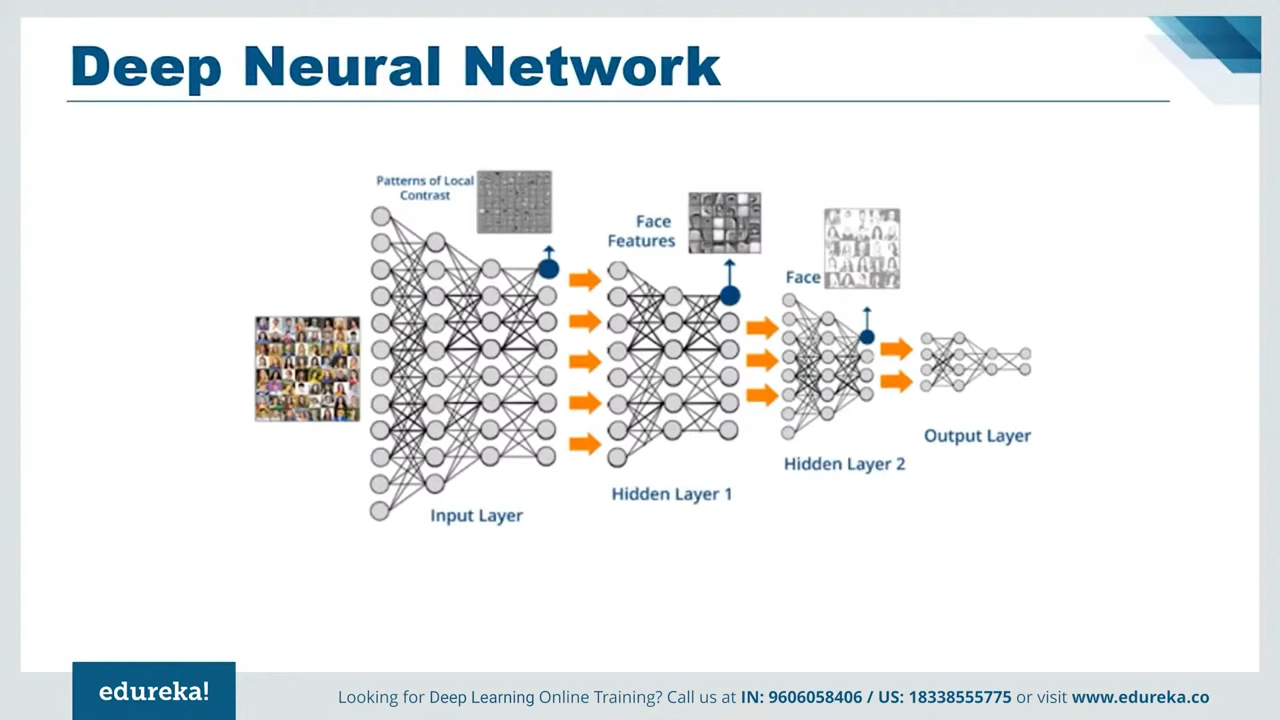 Deep Neural Network
Patterns of Local
Contrast
Face
Features
Face
Output Layer
Hidden Layer 2
Hidden Layer 1
Input Layer
edureka!
Looking for Deep Learning Online Training? Call us at IN: 9606058406 / US: 18338555775 or visit www.edureka.co